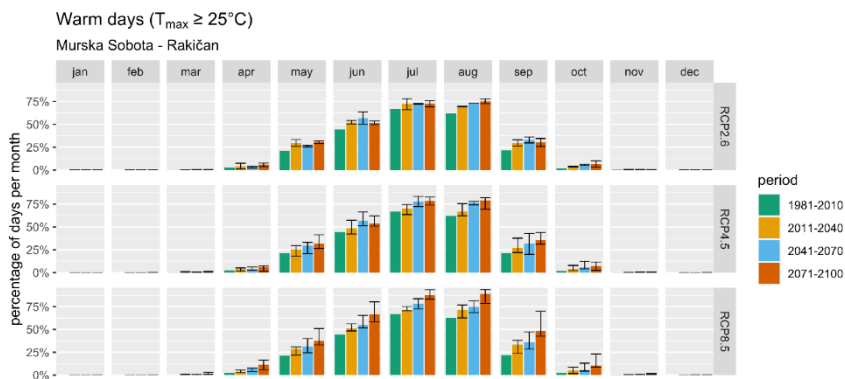 Warm days (Tmax ≥ 25°C)
Murska Sobota - Rakičan
jan feb mar apr may jun jul aug sep oct nov dec
75%
50%
25%
0%
RCP2.6
75%
50%
25%
0%
RCP4.5
75%
50%
25%
0%
RCP8.5
percentage of days per month
period
1981-2010
2011-2040
2041-2070
2071-2100